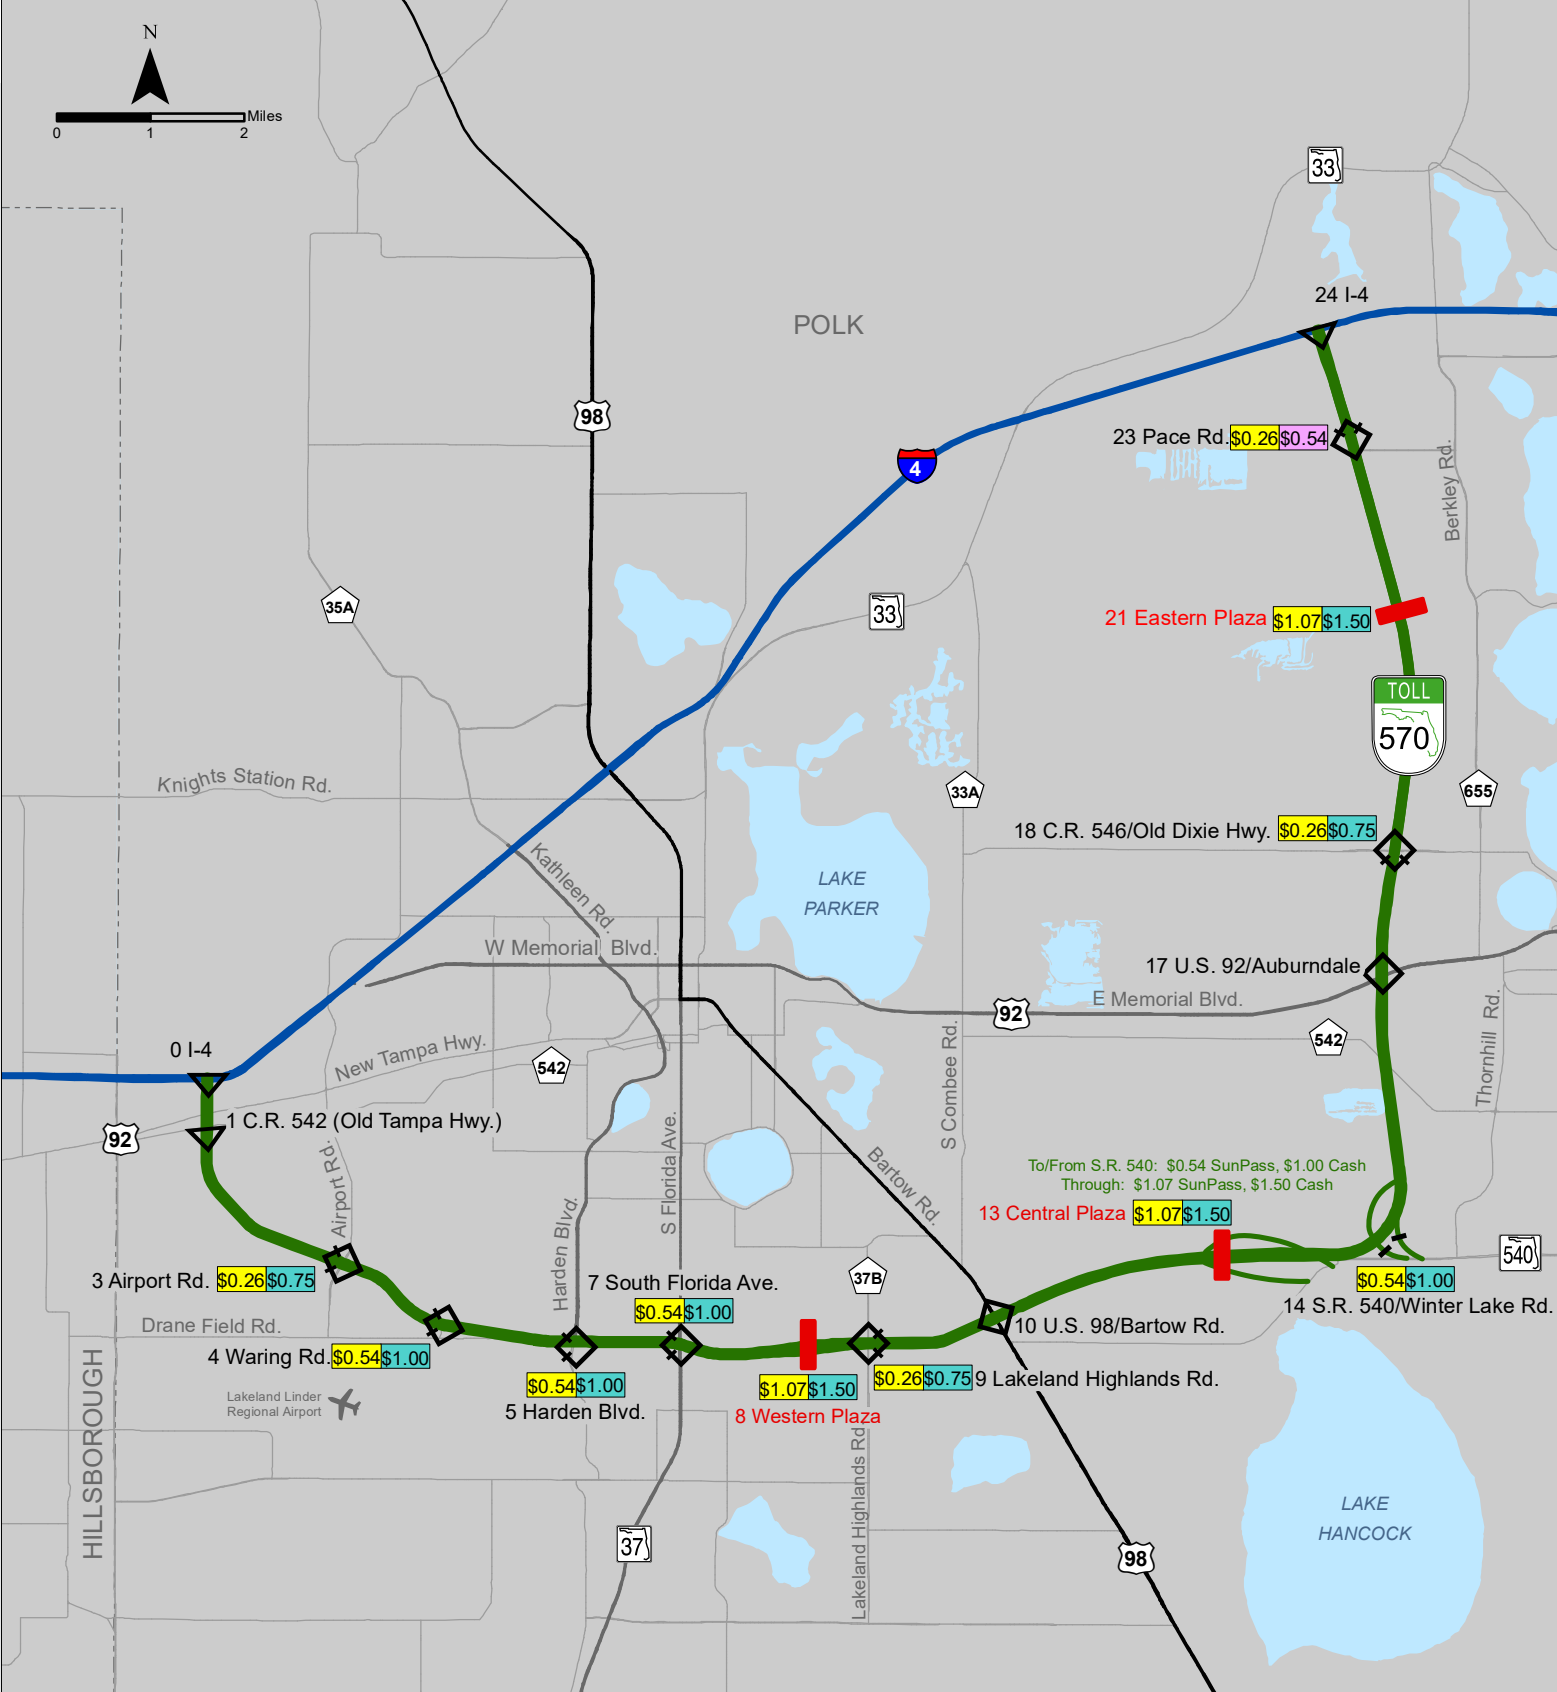 N
Miles
0 1 2
33
24 I-4
POLK
98
23 Pace Rd. $0.26 $0.54
4
Berkley Rd.
35A
33
21 Eastern Plaza $1.07 $1.50
TOLL
570
Knights Station Rd.
33A
655
18 C.R. 546/Old Dixie Hwy. $0.26 $0.75
Kathleen Rd.
LAKE
PARKER
W Memorial Blvd.
17 U.S. 92/Auburndale
E Memorial Blvd.
92
Thornhill Rd.
0 I-4
New Tampa Hwy.
542
542
S Combee Rd.
1 C.R. 542 (Old Tampa Hwy.)
92
Airport Rd.
S Florida Ave.
Bartow Rd.
To/From S.R. 540: $0.54 SunPass, $1.00 Cash
Through: $1.07 SunPass, $1.50 Cash
13 Central Plaza $1.07 $1.50
Harden Blvd.
540
3 Airport Rd. $0.26 $0.75
7 South Florida Ave.
$0.54 $1.00
37B
$0.54 $1.00
14 S.R. 540/Winter Lake Rd.
Drane Field Rd.
10 U.S. 98/Bartow Rd.
4 Waring Rd. $0.54 $1.00
$0.54 $1.00
5 Harden Blvd.
$1.07 $1.50
8 Western Plaza
$0.26 $0.75 9 Lakeland Highlands Rd.
Lakeland Linder
Regional Airport
HILLSBOROUGH
Lakeland Highlands Rd.
LAKE
HANCOCK
37
98